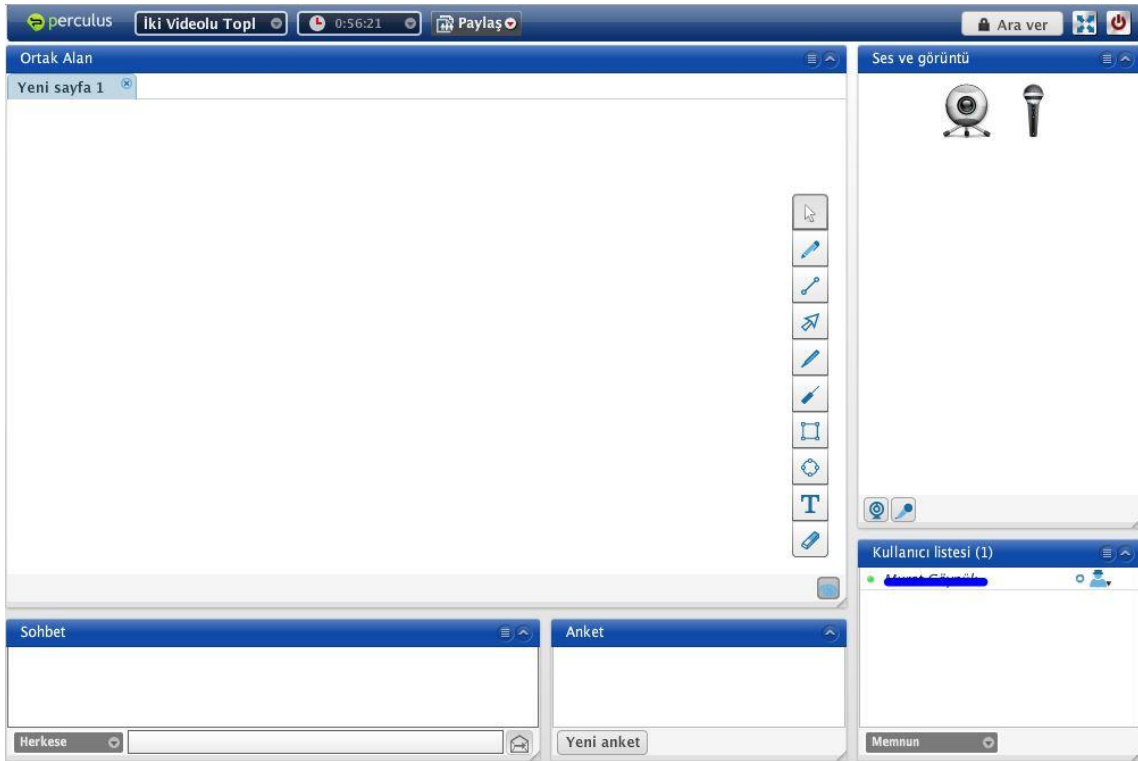 perculus İki Videolu Topl 0:56:21 Paylaş Ara ver
Ortak Alan
Yeni sayfa 1
T
Ses ve görüntü
Kullanıcı listesi (1)
Sohbet
Herkese
Anket
Yeni anket
Memnun